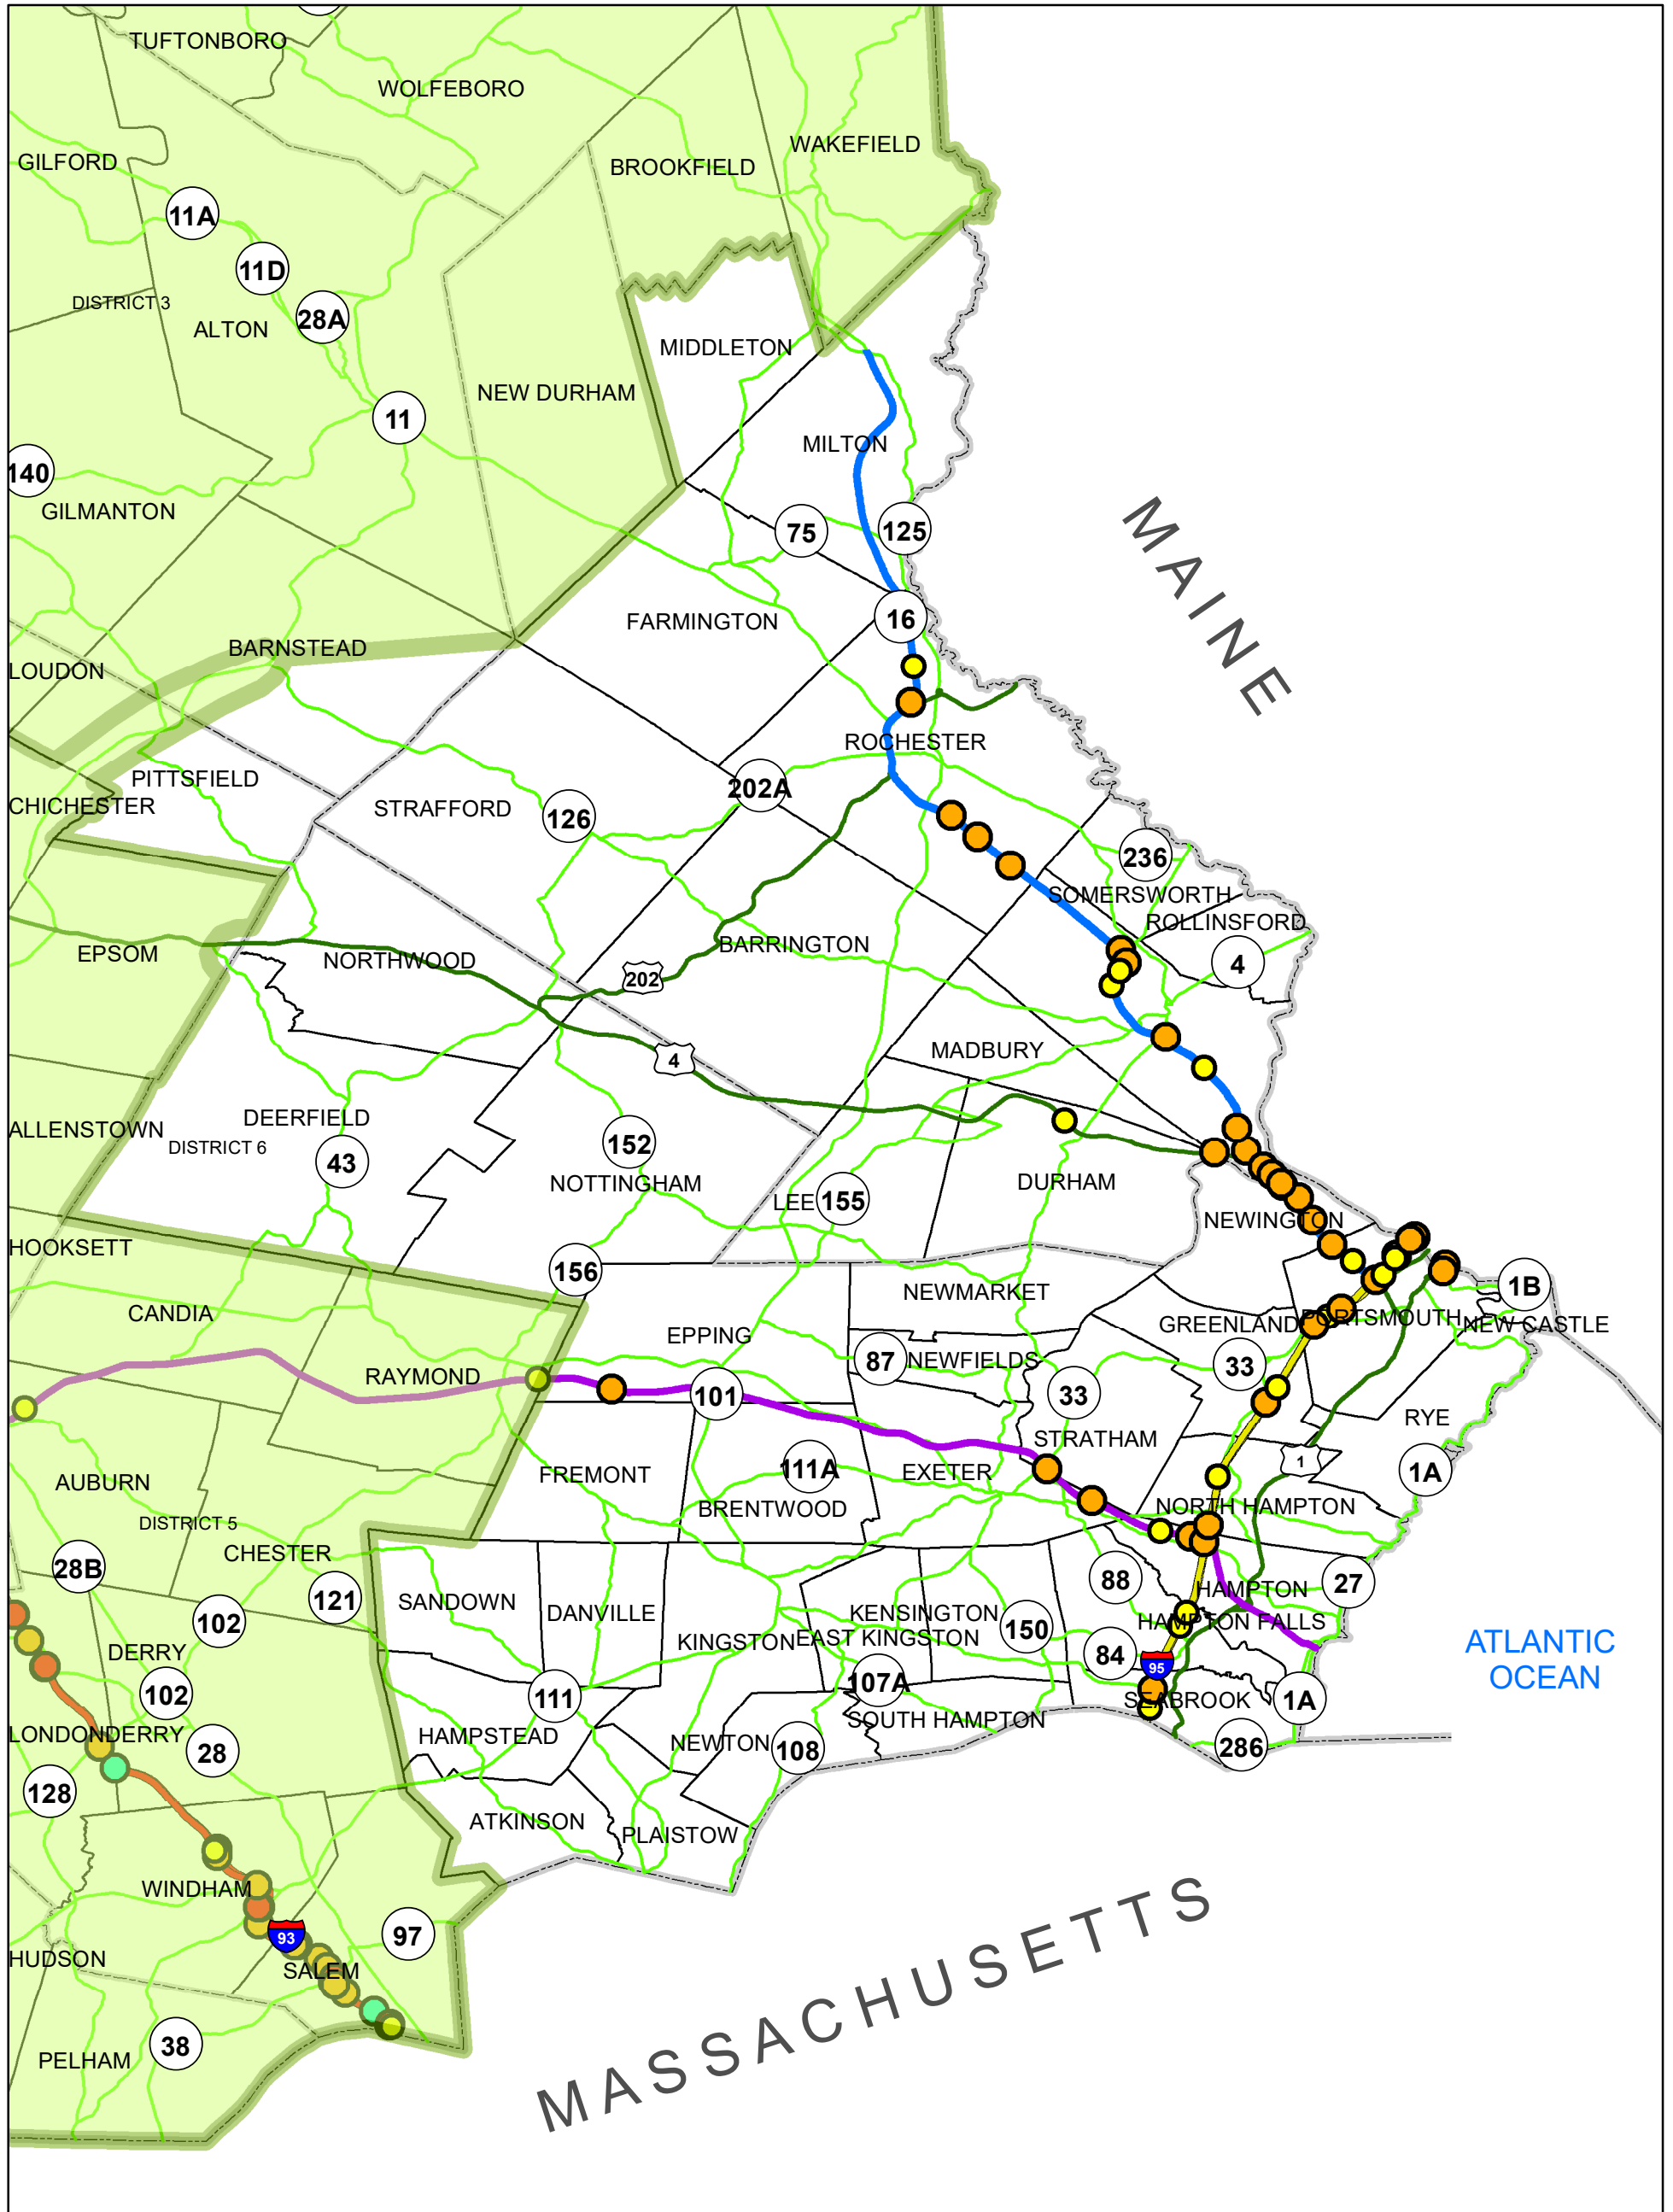 TUFTONBORO
WOLFEBORO
WAKEFIELD
GILFORD
BROOKFIELD
11A
11D
DISTRICT 3
28A
ALTON
MIDDLETON
NEW DURHAM
11
MILTON
140
GILMANTON
75
125
MAINE
16
FARMINGTON
BARNSTEAD
LOUDON
ROCHESTER
PITTSFIELD
202A
CHICHESTER
STRAFFORD
126
236
SOMERSWORTH
ROLLINSFORD
BARRINGTON
EPSOM
NORTHWOOD
4
202
MADBURY
4
DEERFIELD
ALLENSTOWN
DISTRICT 6
152
43
NOTTINGHAM
DURHAM
LEE
155
NEWINGTON
HOOKSETT
156
1B
NEWMARKET
CANDIA
GREENLAND
PORTSMOUTH
NEW CASTLE
EPPING
87
NEWFIELDS
33
RAYMOND
101
33
RYE
STRATHAM
1
1A
111A
EXETER
FREMONT
AUBURN
BRENTWOOD
NORTH HAMPTON
DISTRICT 5
CHESTER
28B
88
27
HAMPTON
121
SANDOWN
DANVILLE
KENSINGTON
102
HAMPTON FALLS
150
KINGSTON
EAST KINGSTON
DERRY
84
95
ATLANTIC
OCEAN
107A
102
111
SEABROOK
1A
SOUTH HAMPTON
LONDONDERRY
HAMPSTEAD
NEWTON
28
108
286
128
ATKINSON
PLAISTOW
WINDHAM
97
93
HUDSON
SALEM
MASSACHUSETTS
38
PELHAM